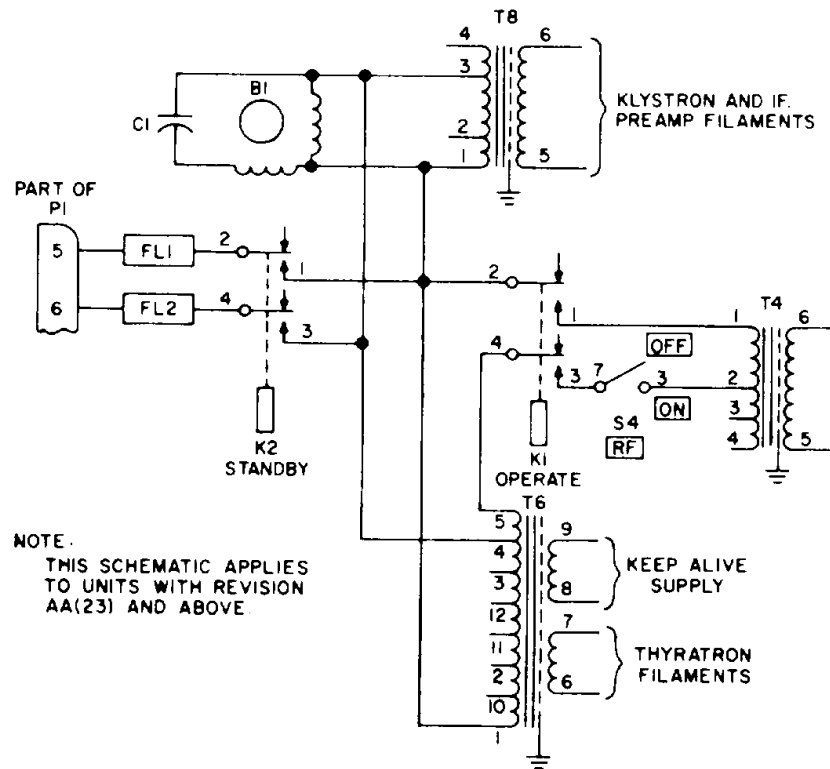 T8
4
6
3
B1
C1
KLYSTRON AND IF.
PREAMP FILAMENTS
2
1
5
PART OF
P1
5
FL1
2
1
2
6
FL2
4
3
4
1
T4
1
6
OFF
3
7
3
2
ON
3
S4
RF
4
5
K2
STANDBY
K1
OPERATE
T6
5
9
4
KEEP ALIVE
SUPPLY
3
8
12
7
11
THYRATRON
FILAMENTS
2
6
10
1
NOTE.
THIS SCHEMATIC APPLIES
TO UNITS WITH REVISION
AA(23) AND ABOVE.